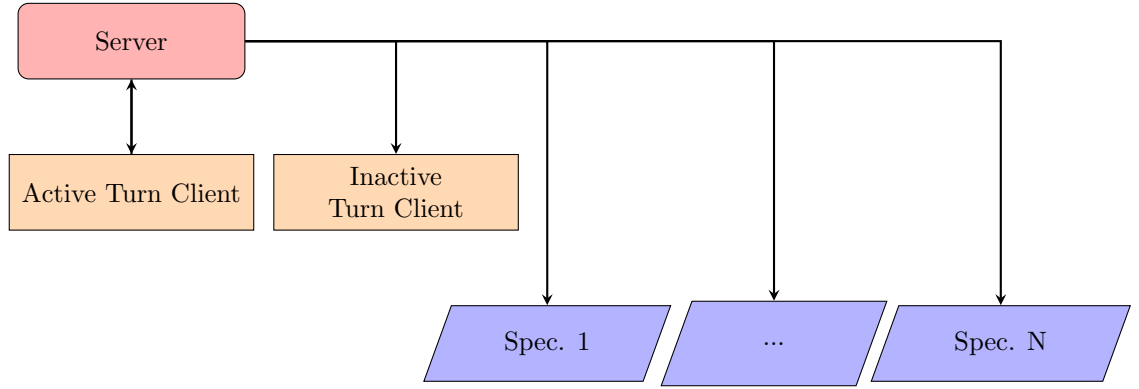 Server
Active Turn Client
Inactive
Turn Client
Spec. 1
...
Spec. N